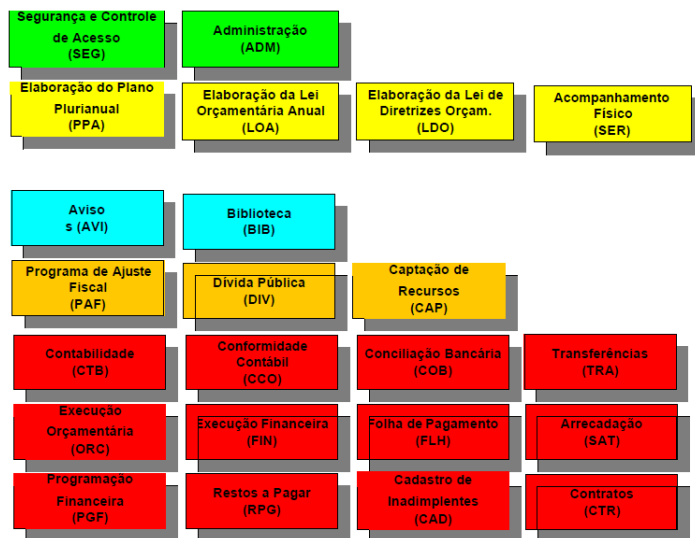 Segurança e Controle
de Acesso
(SEG)
Administração
(ADM)
Elaboração do Plano
Plurianual
(PPA)
Elaboração da Lei
Orçamentária Anual
(LOA)
Elaboração da Lei de
Diretrizes Orçam.
(LDO)
Acompanhamento
Físico
(SER)
Aviso
s (AVI)
Biblioteca
(BIB)
Programa de Ajuste
Fiscal
(PAF)
Dívida Pública
(DIV)
Captação de
Recursos
(CAP)
Contabilidade
(CTB)
Conformidade
Contábil
(CCO)
Conciliação Bancária
(COB)
Transferências
(TRA)
Execução
Orçamentária
(ORC)
Execução Financeira
(FIN)
Folha de Pagamento
(FLH)
Arrecadação
(SAT)
Programação
Financeira
(PGF)
Restos a Pagar
(RPG)
Cadastro de
Inadimplentes
(CAD)
Contratos
(CTR)